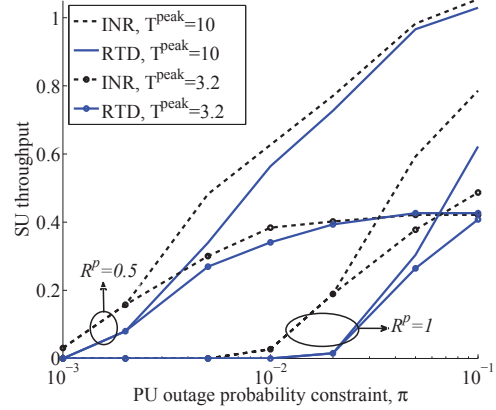 INR, T^peak=10
RTD, T^peak=10
INR, T^peak=3.2
RTD, T^peak=3.2
1
0.8
0.6
0.4
0.2
0
SU throughput
R^p=0.5
R^p=1
10^−3
10^−2
10^−1
PU outage probability constraint, π